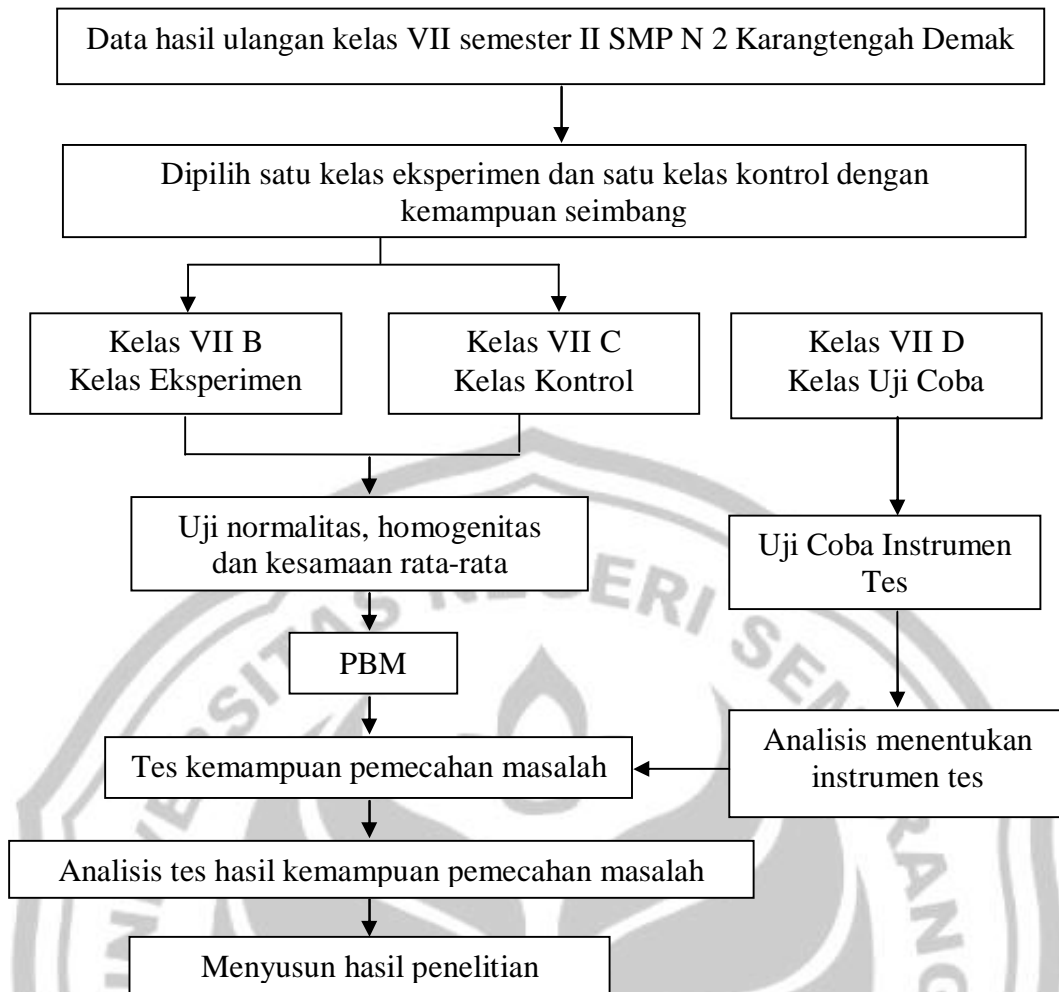 Data hasil ulangan kelas VII semester II SMP N 2 Karangtengah Demak
Dipilih satu kelas eksperimen dan satu kelas kontrol dengan
kemampuan seimbang
Kelas VII B
Kelas Eksperimen
Kelas VII C
Kelas Kontrol
Kelas VII D
Kelas Uji Coba
Uji normalitas, homogenitas
dan kesamaan rata-rata
Uji Coba Instrumen
Tes
PBM
Analisis menentukan
instrumen tes
Tes kemampuan pemecahan masalah
Analisis tes hasil kemampuan pemecahan masalah
Menyusun hasil penelitian
UNIVERSITAS NEGERI SEMARANG